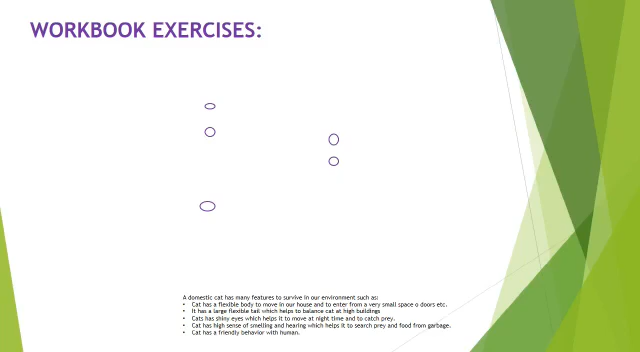 WORKBOOK EXERCISES:
A domestic cat has many features to survive in our environment such as:
• Cat has a flexible body to move in our house and to enter from a very small space o doors etc.
• It has a large flexible tail which helps to balance cat at high buildings
• Cats has shiny eyes which helps it to move at night time and to catch prey.
• Cat has high sense of smelling and hearing which helps it to search prey and food from garbage.
• Cat has a friendly behavior with human.